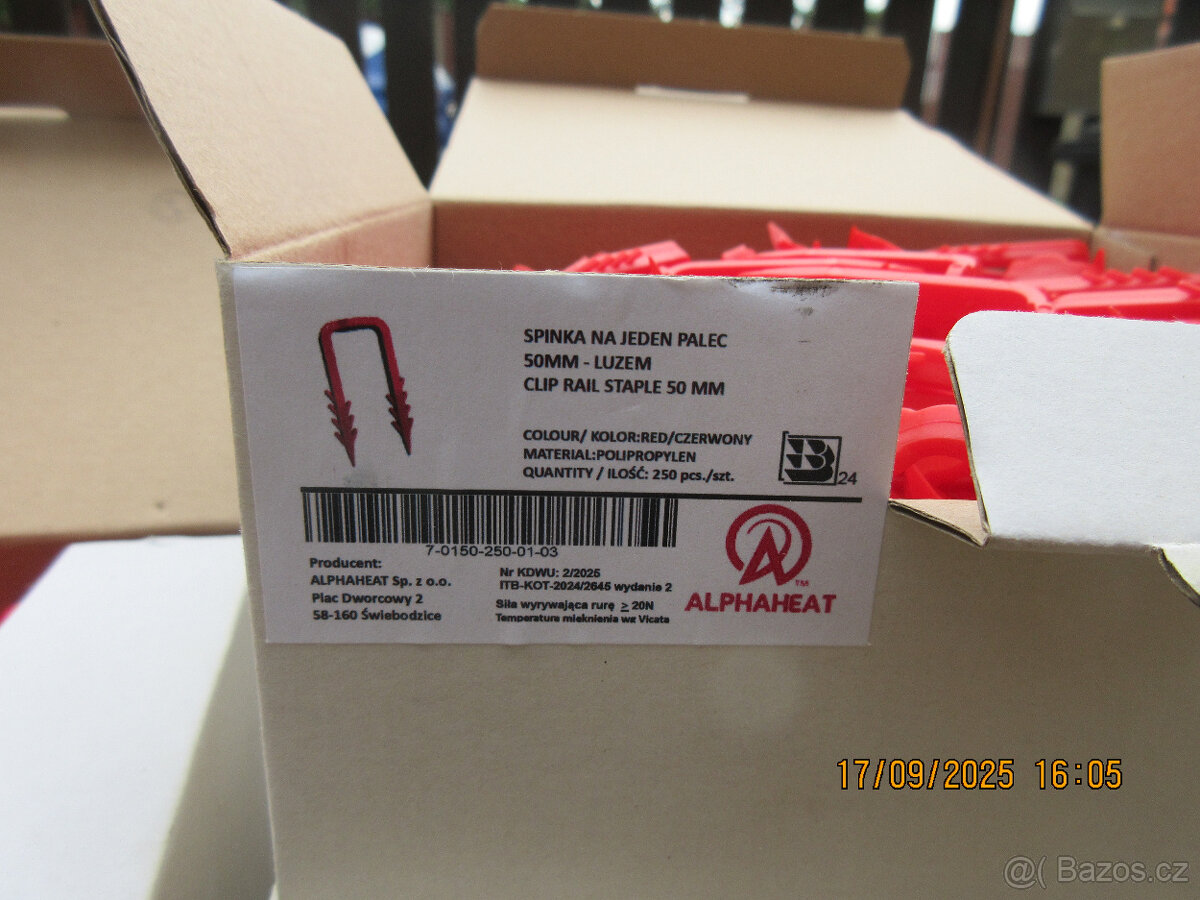 SPINKA NA JEDEN PALEC
50MM - LUZEM
CLIP RAIL STAPLE 50 MM
COLOUR/ KOLOR:RED/CZERWONY
MATERIAL:POLIPROPYLEN
QUANTITY / ILOŚĆ: 250 pcs./szt.
B
24
7-0150-250-01-03
Producent:
ALPHAHEAT Sp. z o.o.
Plac Dworcowy 2
58-160 Świebodzice
Nr KDWU: 2/2025
ITB-KOT-2024/2645 wydanie 2
Siła wyrywająca rurę ≥ 20N
Temperatura mięknienia wg Vicata
TM
ALPHAHEAT
17/09/2025 16:05
@( Bazos.cz